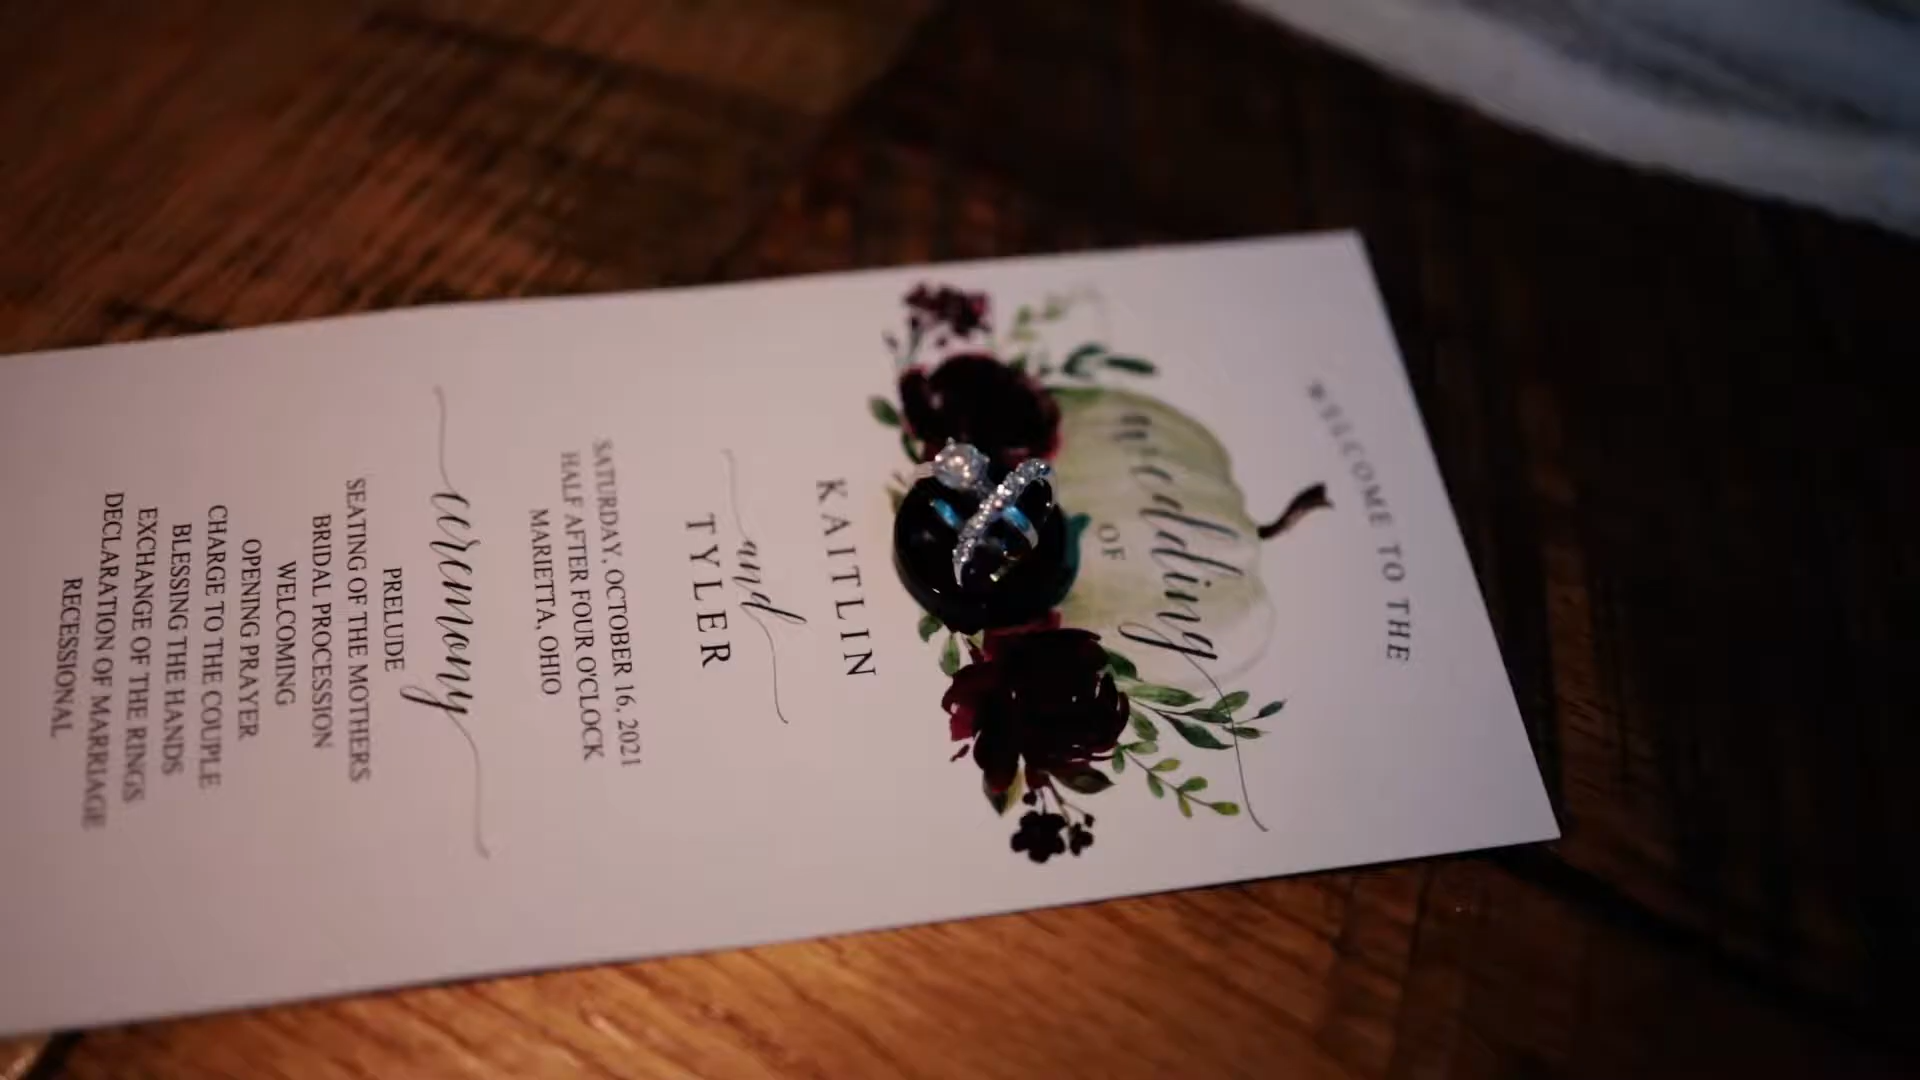 WELCOME TO THE
wedding
OF
KAITLIN
and
TYLER
SATURDAY, OCTOBER 16, 2021
HALF AFTER FOUR O'CLOCK
MARIETTA, OHIO
ceremony
PRELUDE
SEATING OF THE MOTHERS
BRIDAL PROCESSION
WELCOMING
OPENING PRAYER
CHARGE TO THE COUPLE
BLESSING THE HANDS
EXCHANGE OF THE RINGS
DECLARATION OF MARRIAGE
RECESSIONAL